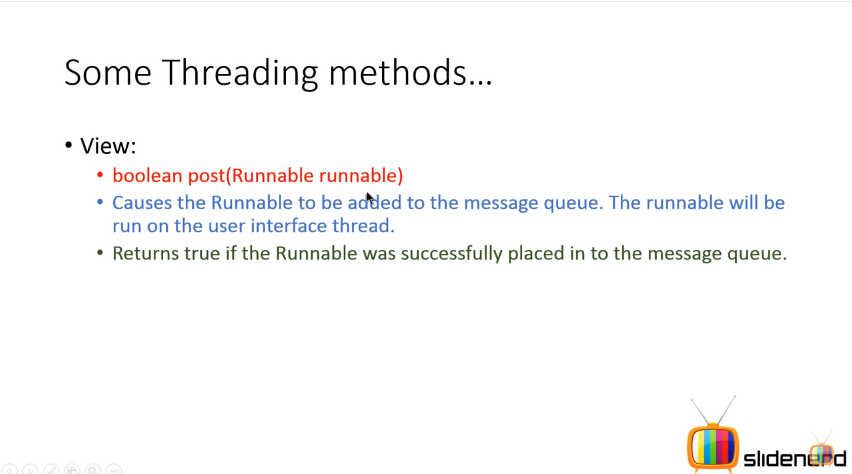 Some Threading methods...
• View:
• boolean post(Runnable runnable)
• Causes the Runnable to be added to the message queue. The runnable will be
run on the user interface thread.
• Returns true if the Runnable was successfully placed in to the message queue.
slidenerd